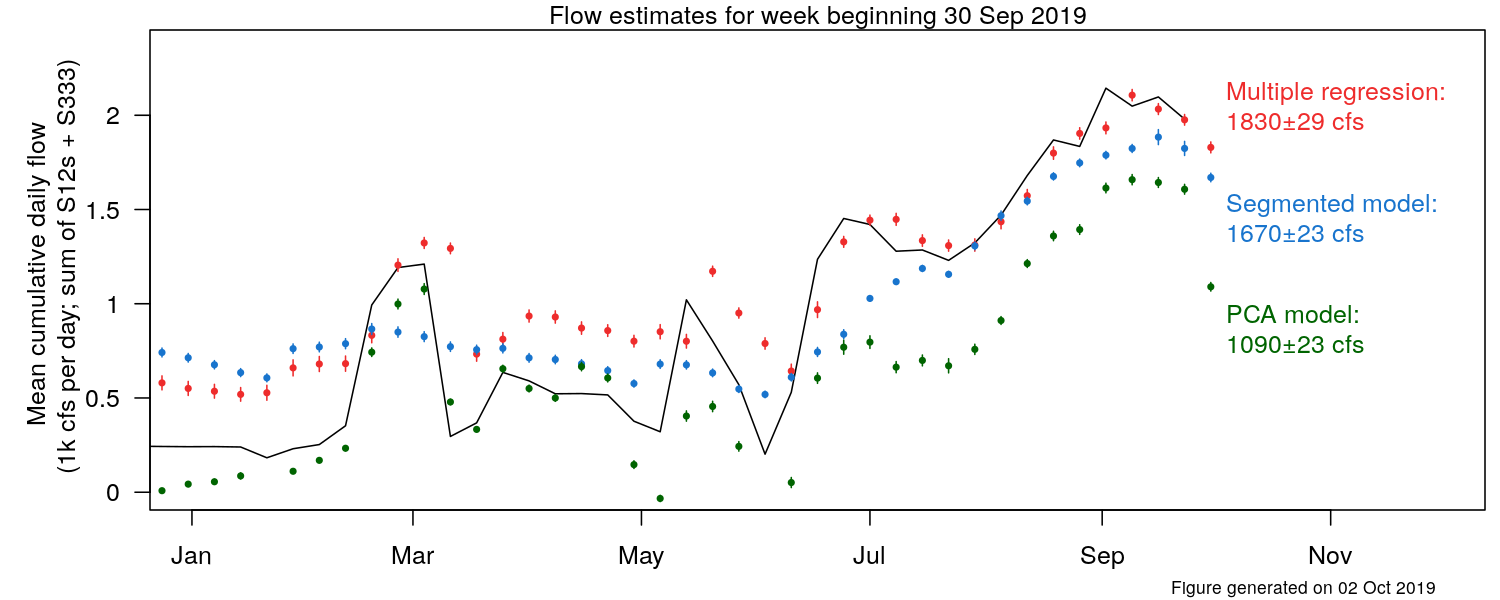 Flow estimates for week beginning 30 Sep 2019
Mean cumulative daily flow
(1k cfs per day; sum of S12s + S333)
2
1.5
1
0.5
0
Multiple regression:
1830±29 cfs
Segmented model:
1670±23 cfs
PCA model:
1090±23 cfs
Jan Mar May Jul Sep Nov
FIgure generated on 02 Oct 2019